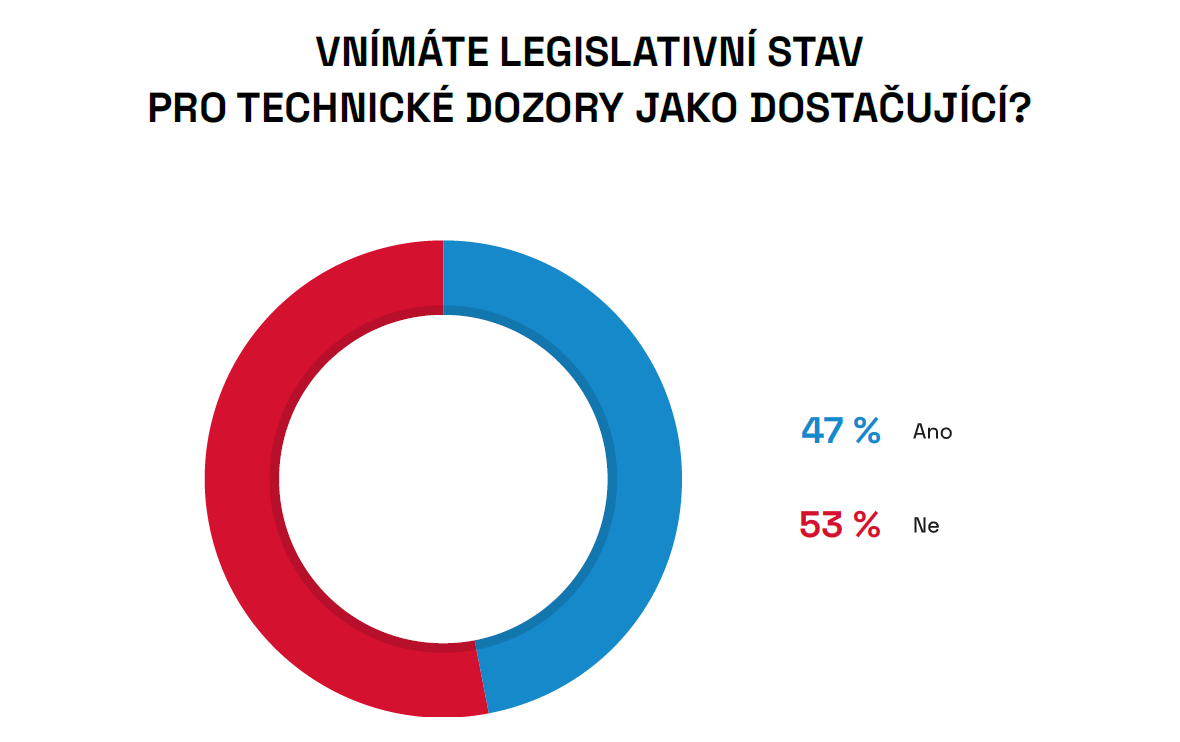 VNÍMÁTE LEGISLATIVNÍ STAV
PRO TECHNICKÉ DOZORY JAKO DOSTAČUJÍCÍ?
47 % Ano
53 % Ne